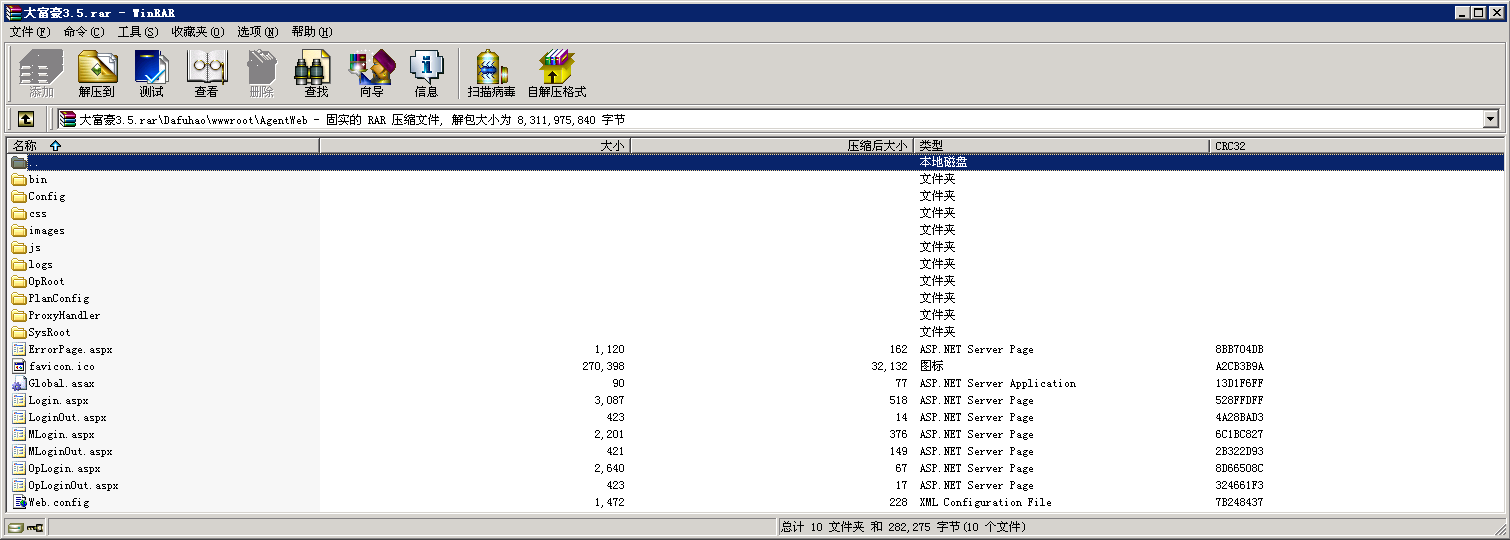 大富豪3.5.rar - WinRAR
文件(F) 命令(C) 工具(S) 收藏夹(O) 选项(N) 帮助(H)
添加 解压到 测试 查看 删除 查找 向导 信息 扫描病毒 自解压格式
大富豪3.5.rar\Dafuhao\wwwroot\AgentWeb - 固实的 RAR 压缩文件, 解包大小为 8,311,975,840 字节
名称 大小 压缩后大小 类型 CRC32
.. 本地磁盘
bin 文件夹
Config 文件夹
css 文件夹
images 文件夹
js 文件夹
logs 文件夹
OpRoot 文件夹
PlanConfig 文件夹
ProxyHandler 文件夹
SysRoot 文件夹
ErrorPage.aspx 1,120 162 ASP.NET Server Page 8BB704DB
favicon.ico 270,398 32,132 图标 A2CB3B9A
Global.asax 90 77 ASP.NET Server Application 13D1F6FF
Login.aspx 3,087 518 ASP.NET Server Page 528FFDFF
LoginOut.aspx 423 14 ASP.NET Server Page 4A28BAD3
MLogin.aspx 2,201 376 ASP.NET Server Page 6C1BC827
MLoginOut.aspx 421 149 ASP.NET Server Page 2B322D93
OpLogin.aspx 2,640 67 ASP.NET Server Page 8D66508C
OpLoginOut.aspx 423 17 ASP.NET Server Page 324661F3
Web.config 1,472 228 XML Configuration File 7B248437
总计 10 文件夹 和 282,275 字节(10 个文件)